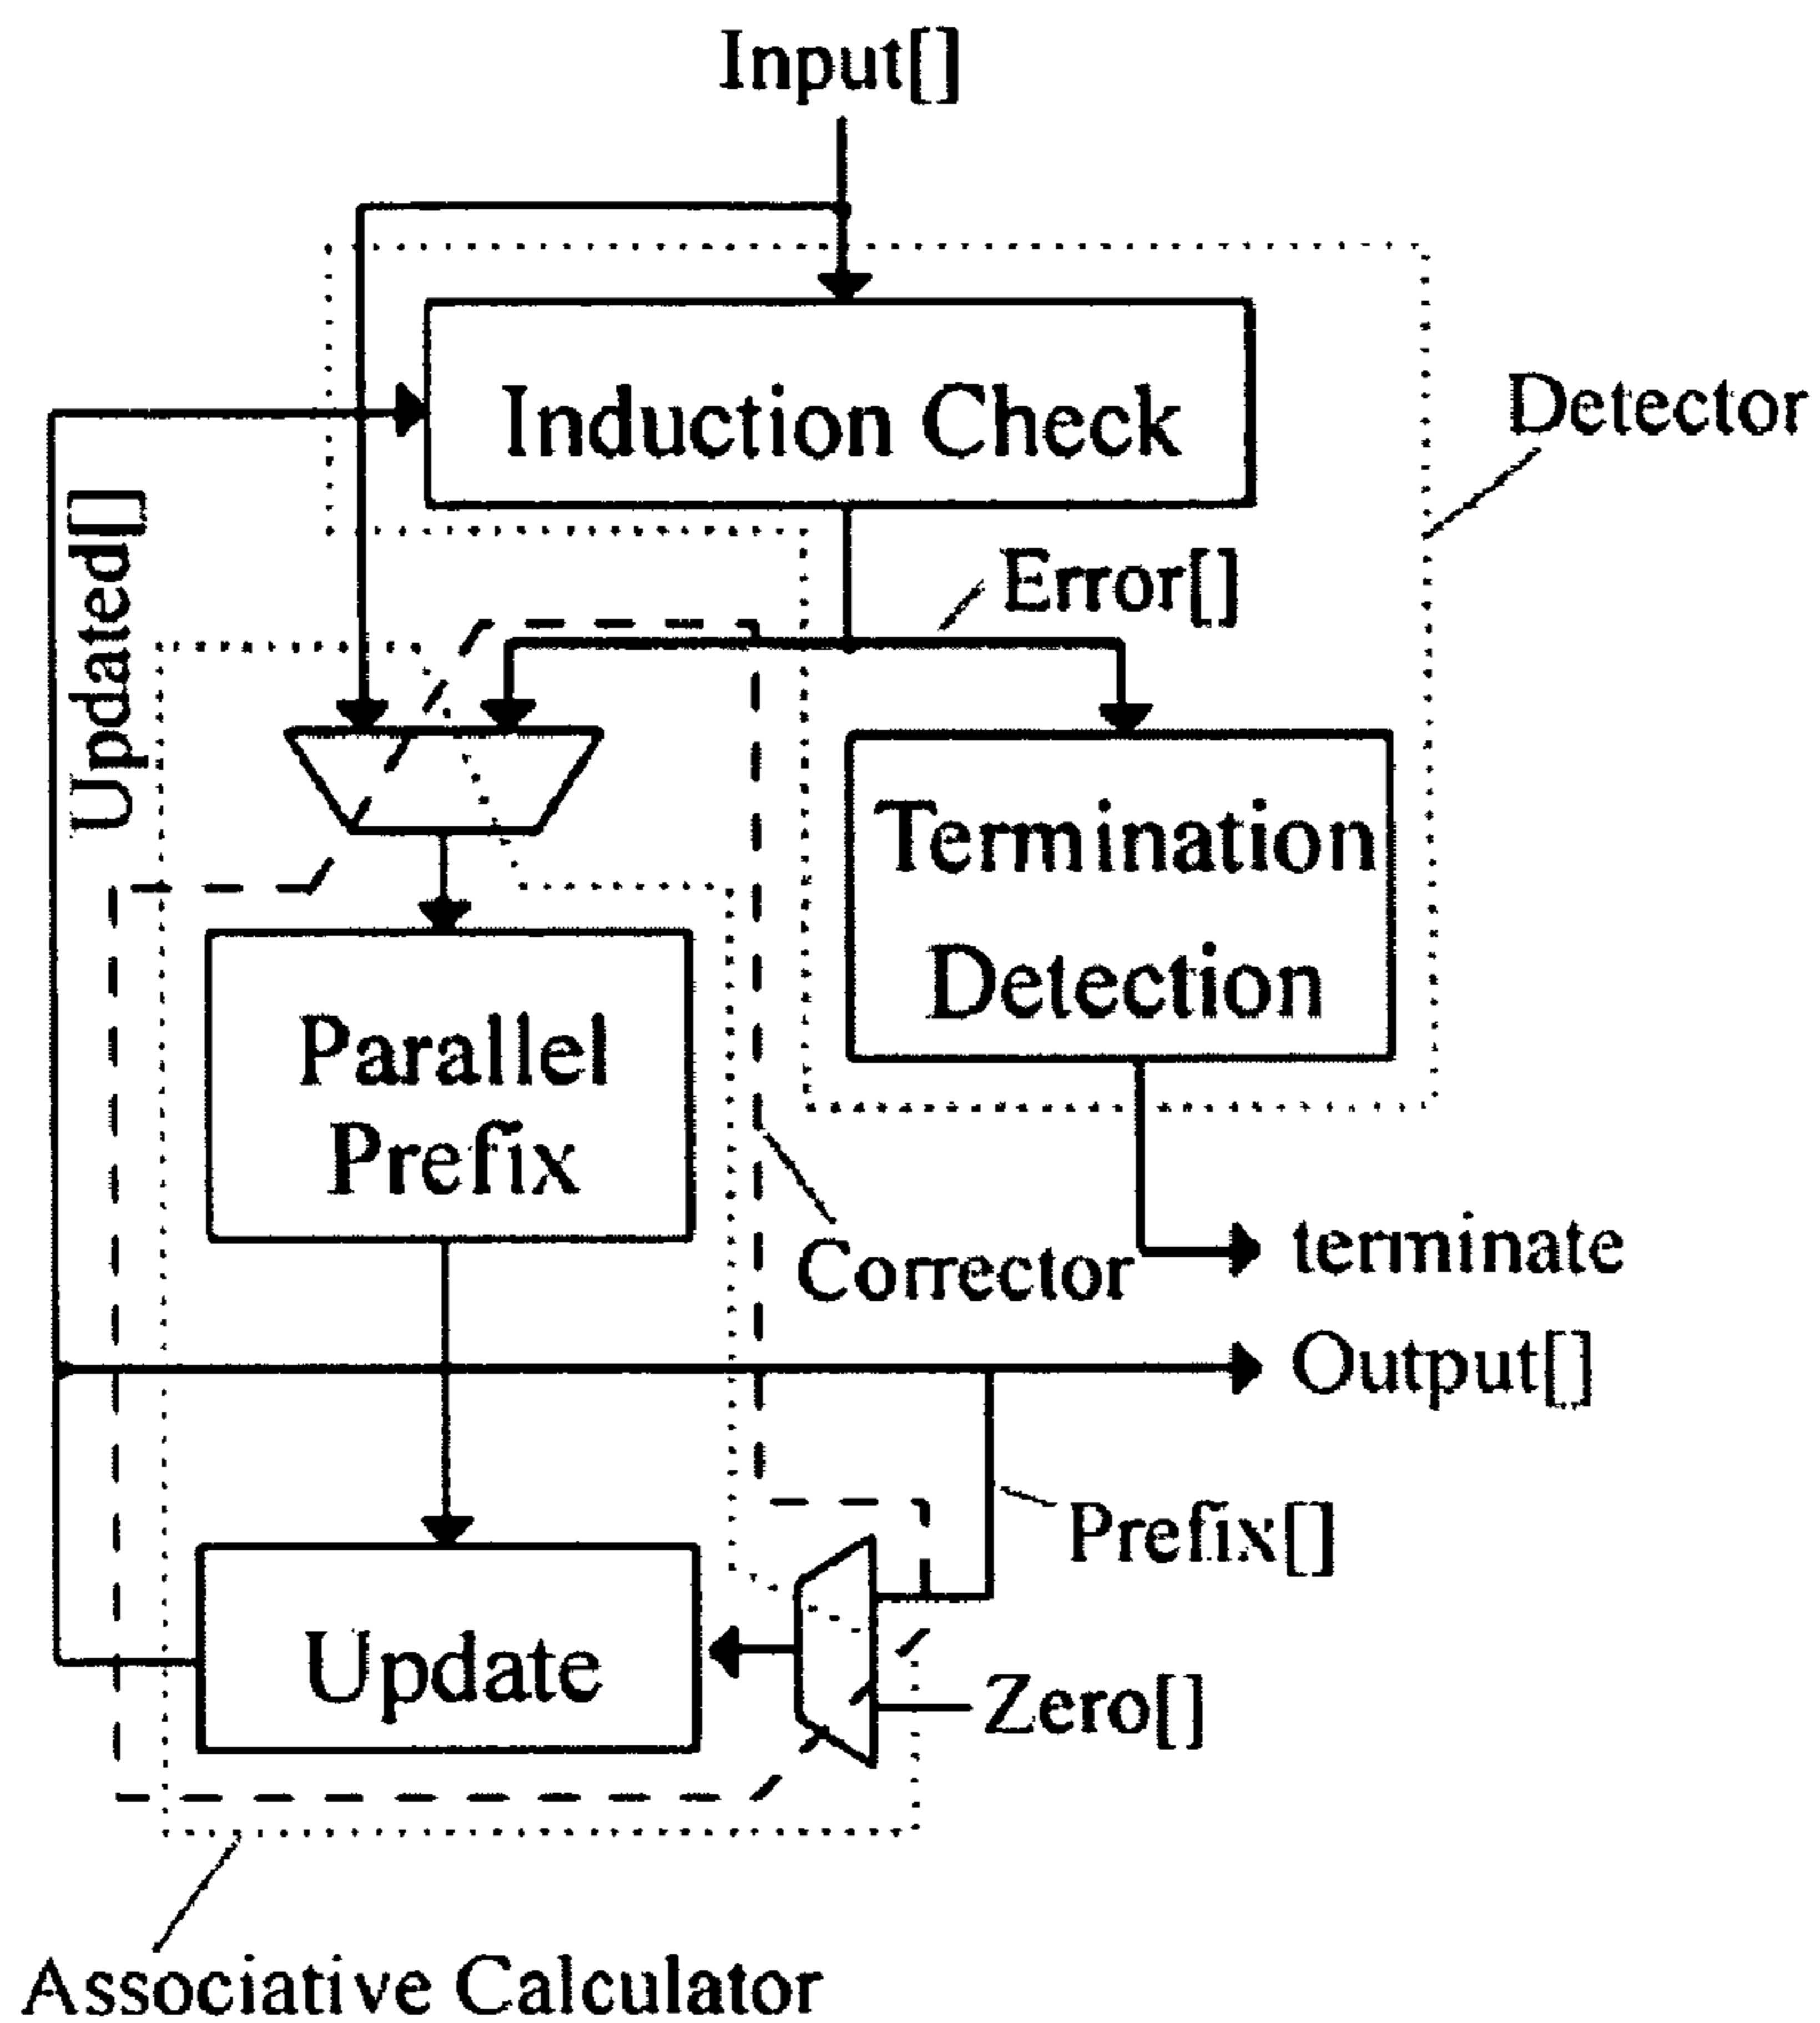 Input[]
Induction Check
Detector
Updated[]
Error[]
Termination
Detection
Parallel
Prefix
Corrector
terminate
Output[]
Prefix[]
Update
Zero[]
Associative Calculator